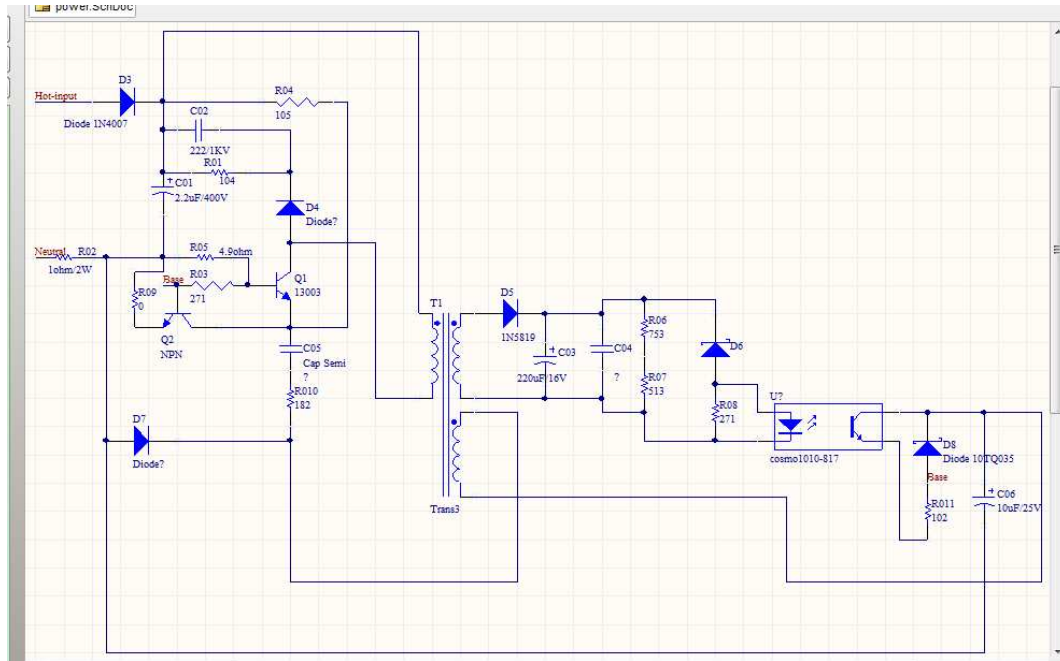 power.SchDoc
D3
Hot-input
Diode 1N4007
R04
105
C02
222/1KV
R01
104
C01
2.2uF/400V
D4
Diode?
Neutral
R02
1ohm/2W
R05
4.9ohm
Base
R03
271
Q1
13003
R09
0
Q2
NPN
C05
Cap Semi
?
R010
182
D7
Diode?
T1
Trans3
D5
1N5819
C03
220uF/16V
C04
?
R06
753
R07
513
D6
R08
271
U?
cosmo1010-817
D8
Diode 10TQ035
Base
R011
102
C06
10uF/25V